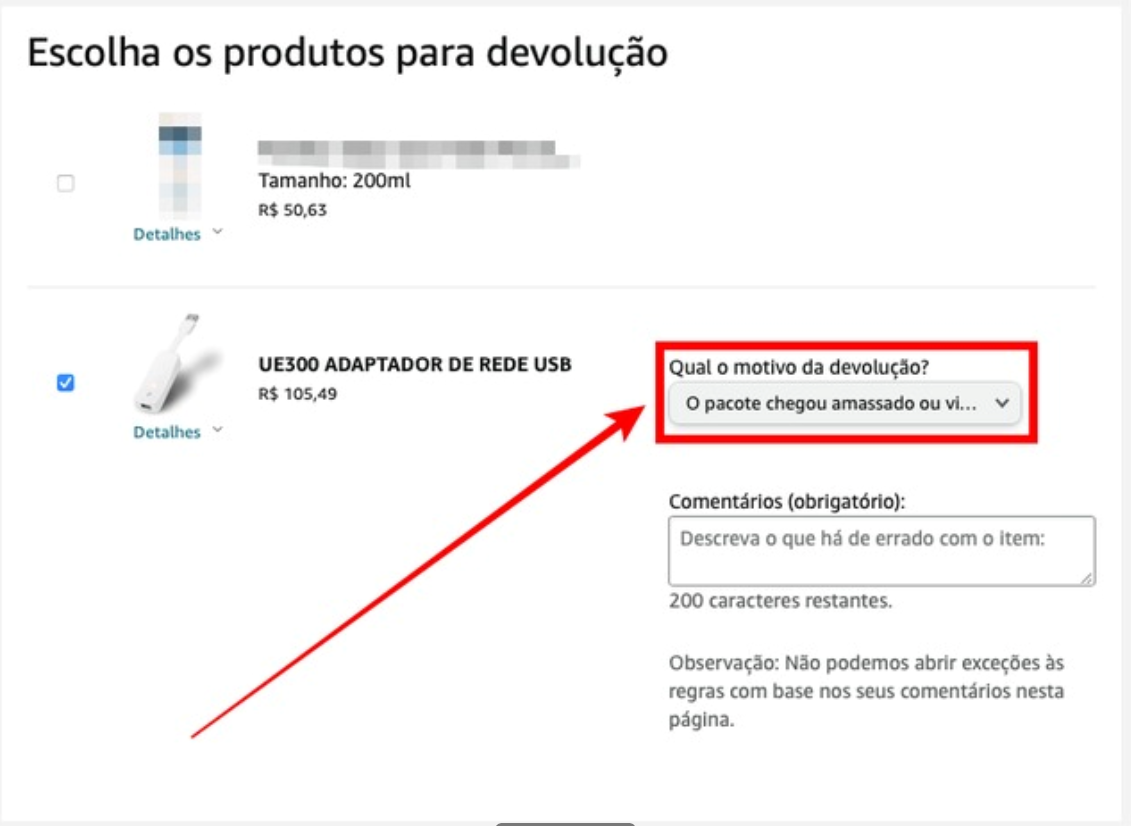 Escolha os produtos para devolução
Tamanho: 200ml
R$ 50,63
Detalhes
UE300 ADAPTADOR DE REDE USB
R$ 105,49
Detalhes
Qual o motivo da devolução?
O pacote chegou amassado ou vi...
Comentários (obrigatório):
Descreva o que há de errado com o item:
200 caracteres restantes.
Observação: Não podemos abrir exceções às
regras com base nos seus comentários nesta
página.